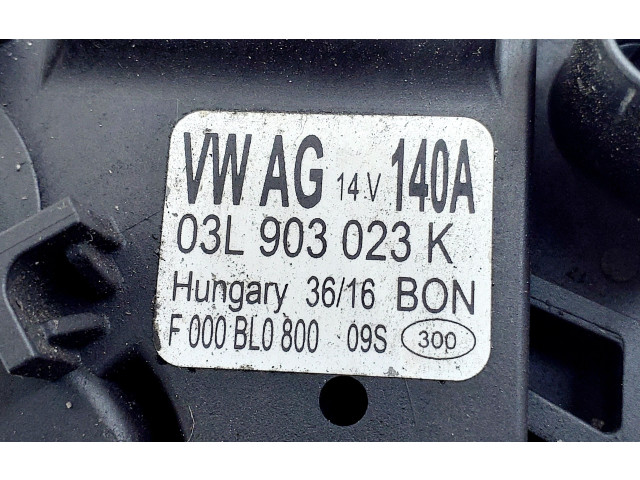 VW AG 14 V 140A
03L 903 023 K
Hungary 36/16 BON
F 000 BL0 800 09S 300